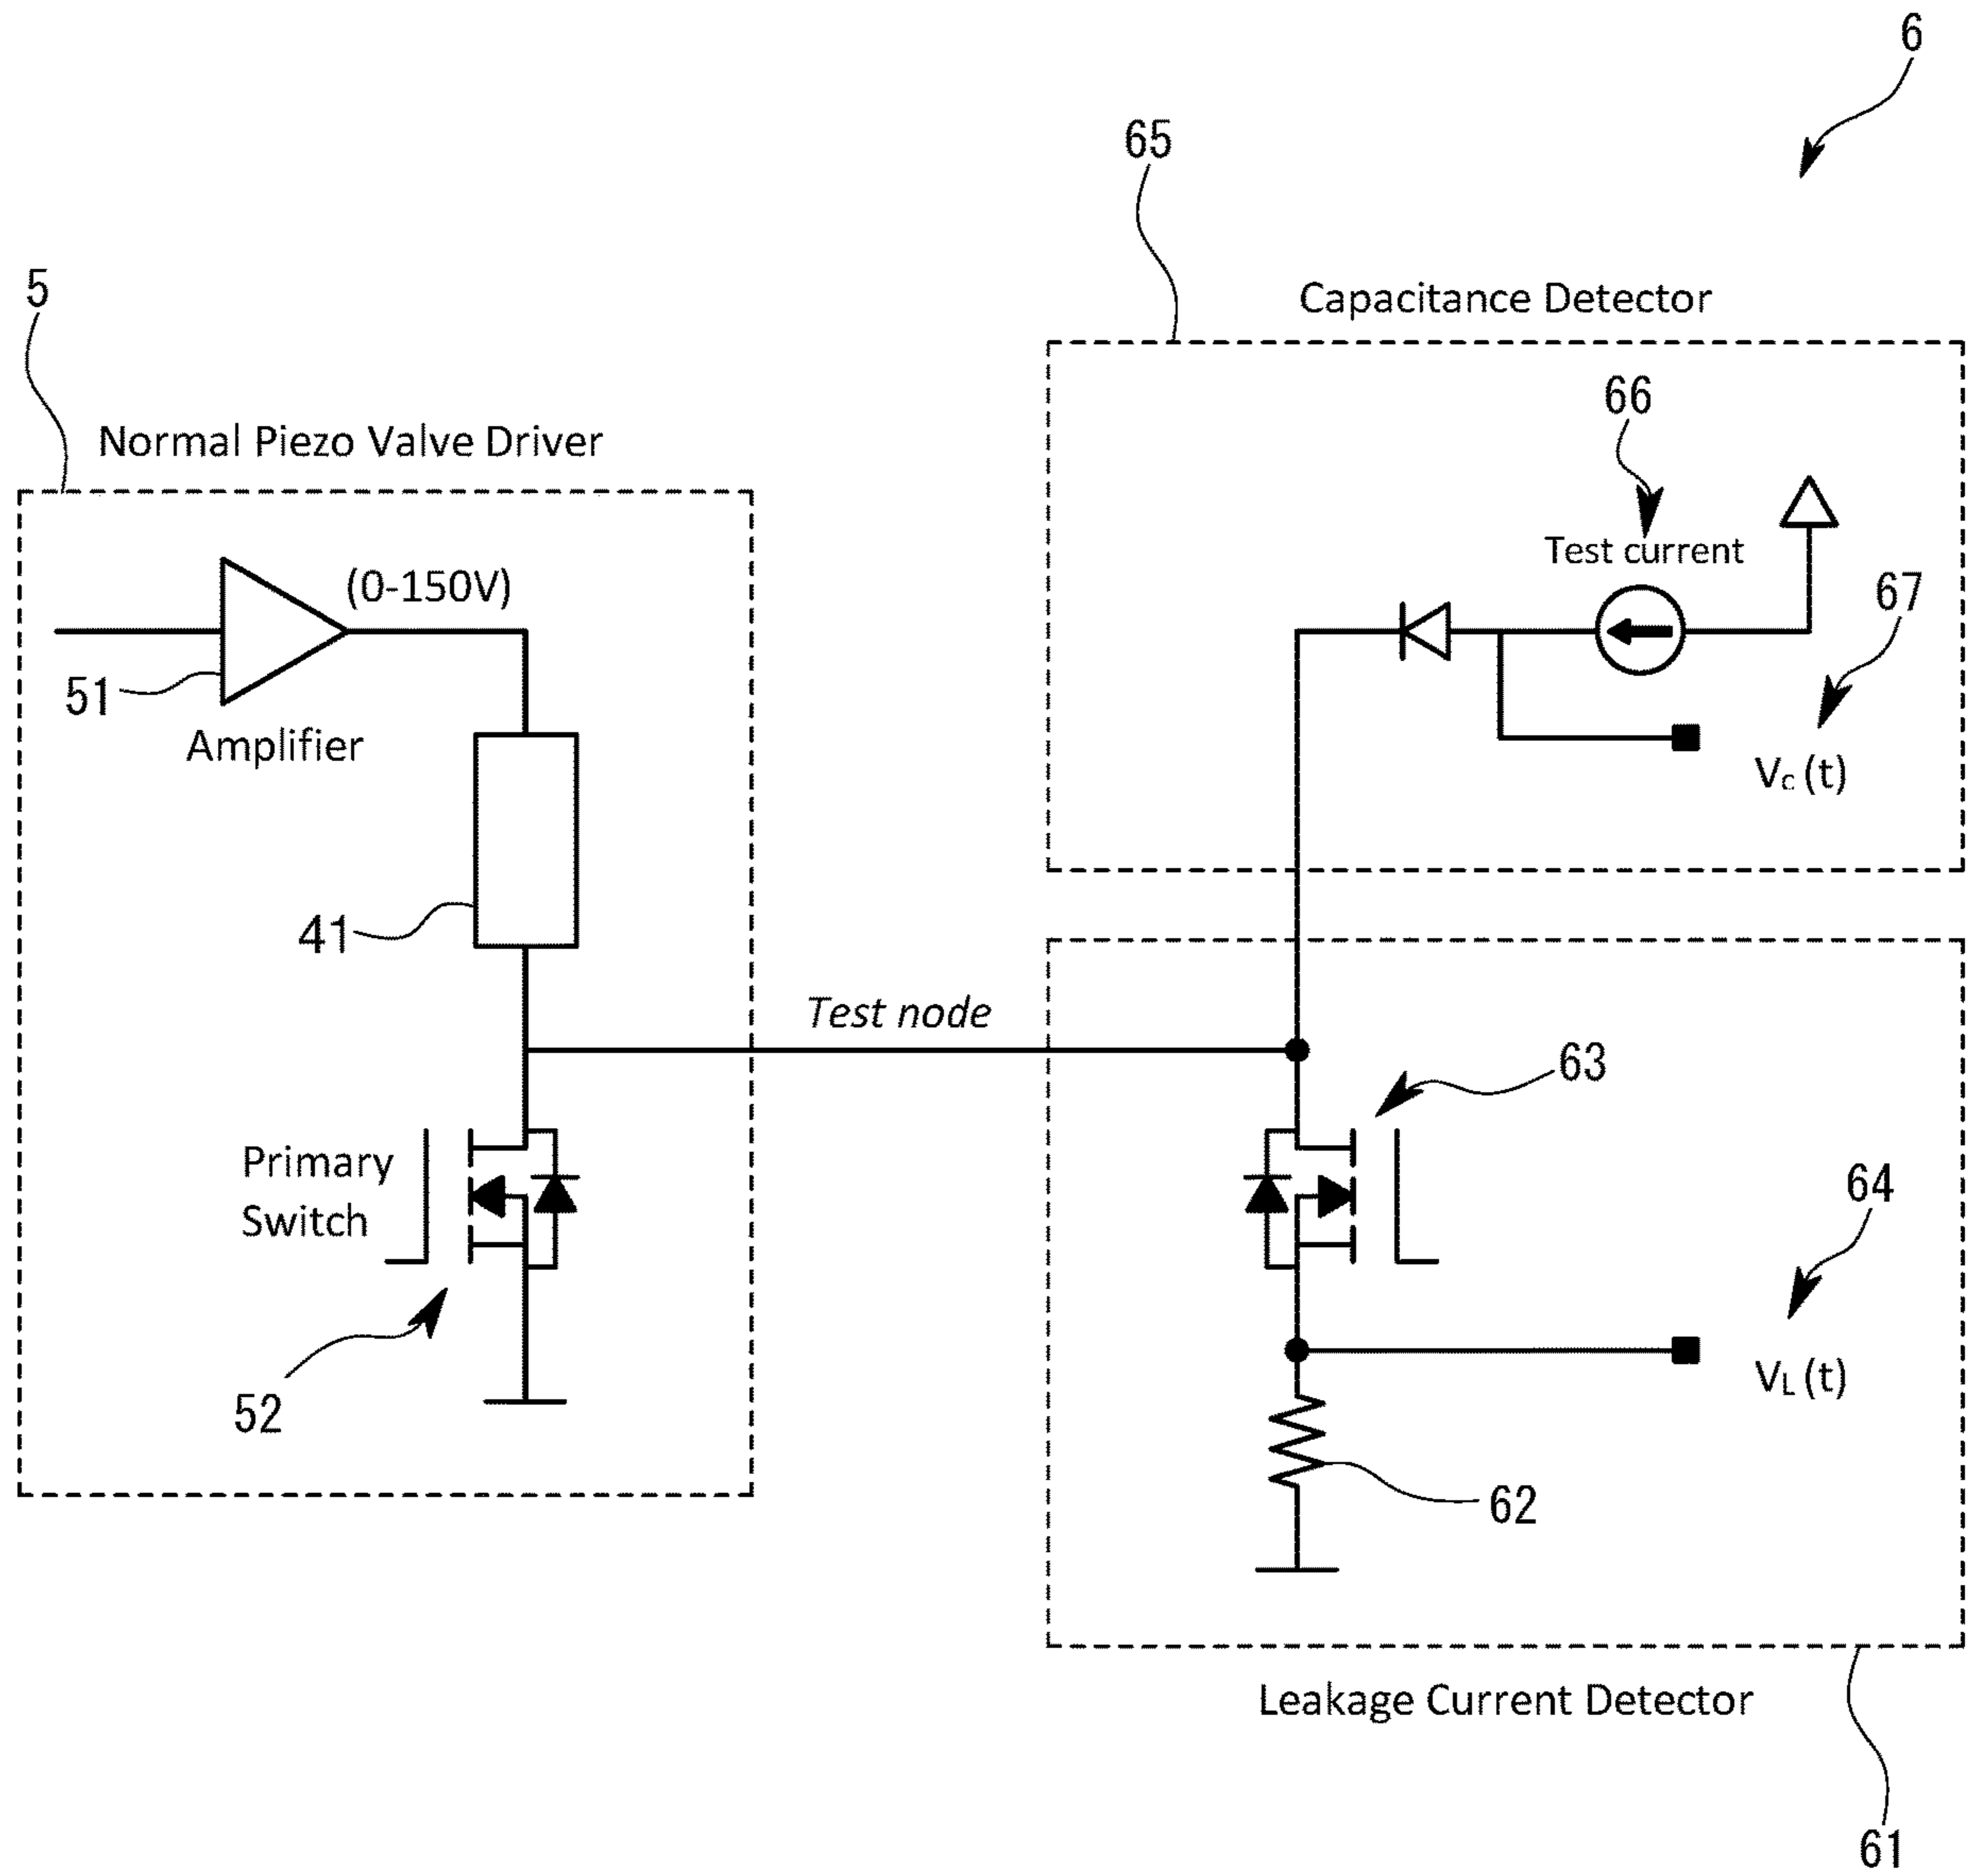 6
65
5
Capacitance Detector
66
Normal Piezo Valve Driver
Test current
(0-150V)
67
51
Amplifier
Vc (t)
41
Test node
63
Primary
Switch
64
VL (t)
52
62
Leakage Current Detector
61